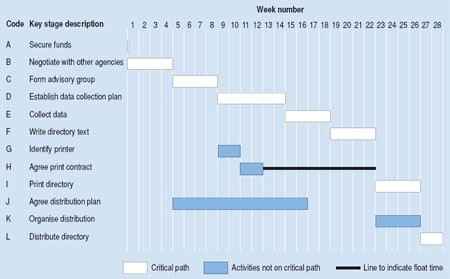 Week number
Code Key stage description 1 2 3 4 5 6 7 8 9 10 11 12 13 14 15 16 17 18 19 20 21 22 23 24 25 26 27 28
A Secure funds
B Negotiate with other agencies
C Form advisory group
D Establish data collection plan
E Collect data
F Write directory text
G Identify printer
H Agree print contract
I Print directory
J Agree distribution plan
K Organise distribution
L Distribute directory
Critical path Activities not on critical path Line to indicate float time